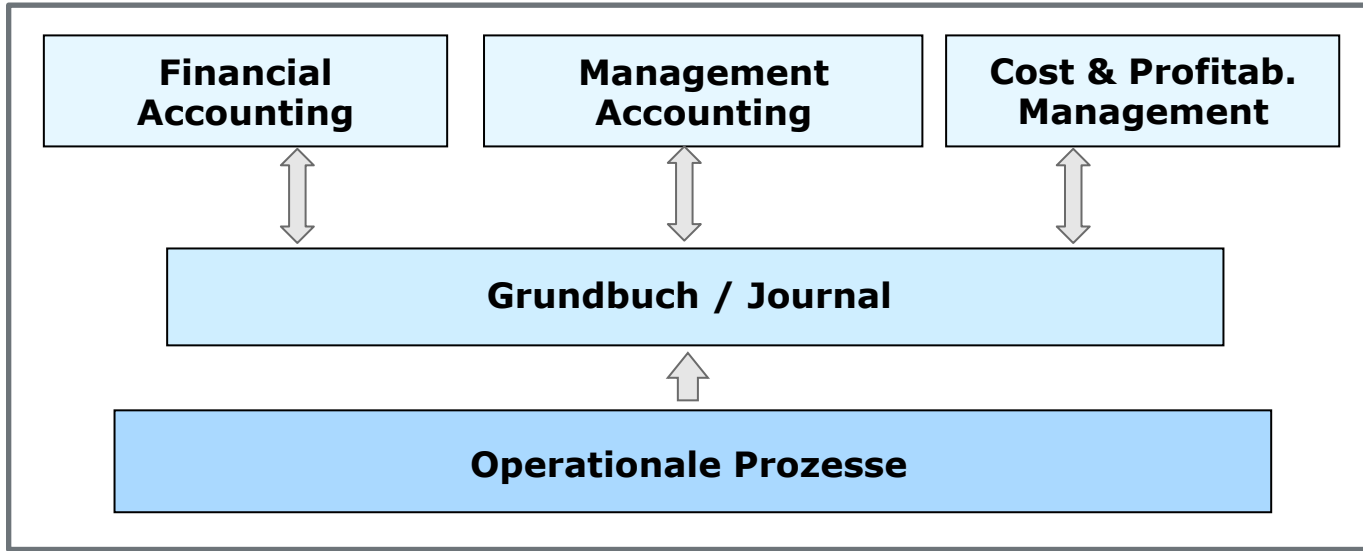 Financial
Accounting
Management
Accounting
Cost & Profitab.
Management
Grundbuch / Journal
Operationale Prozesse